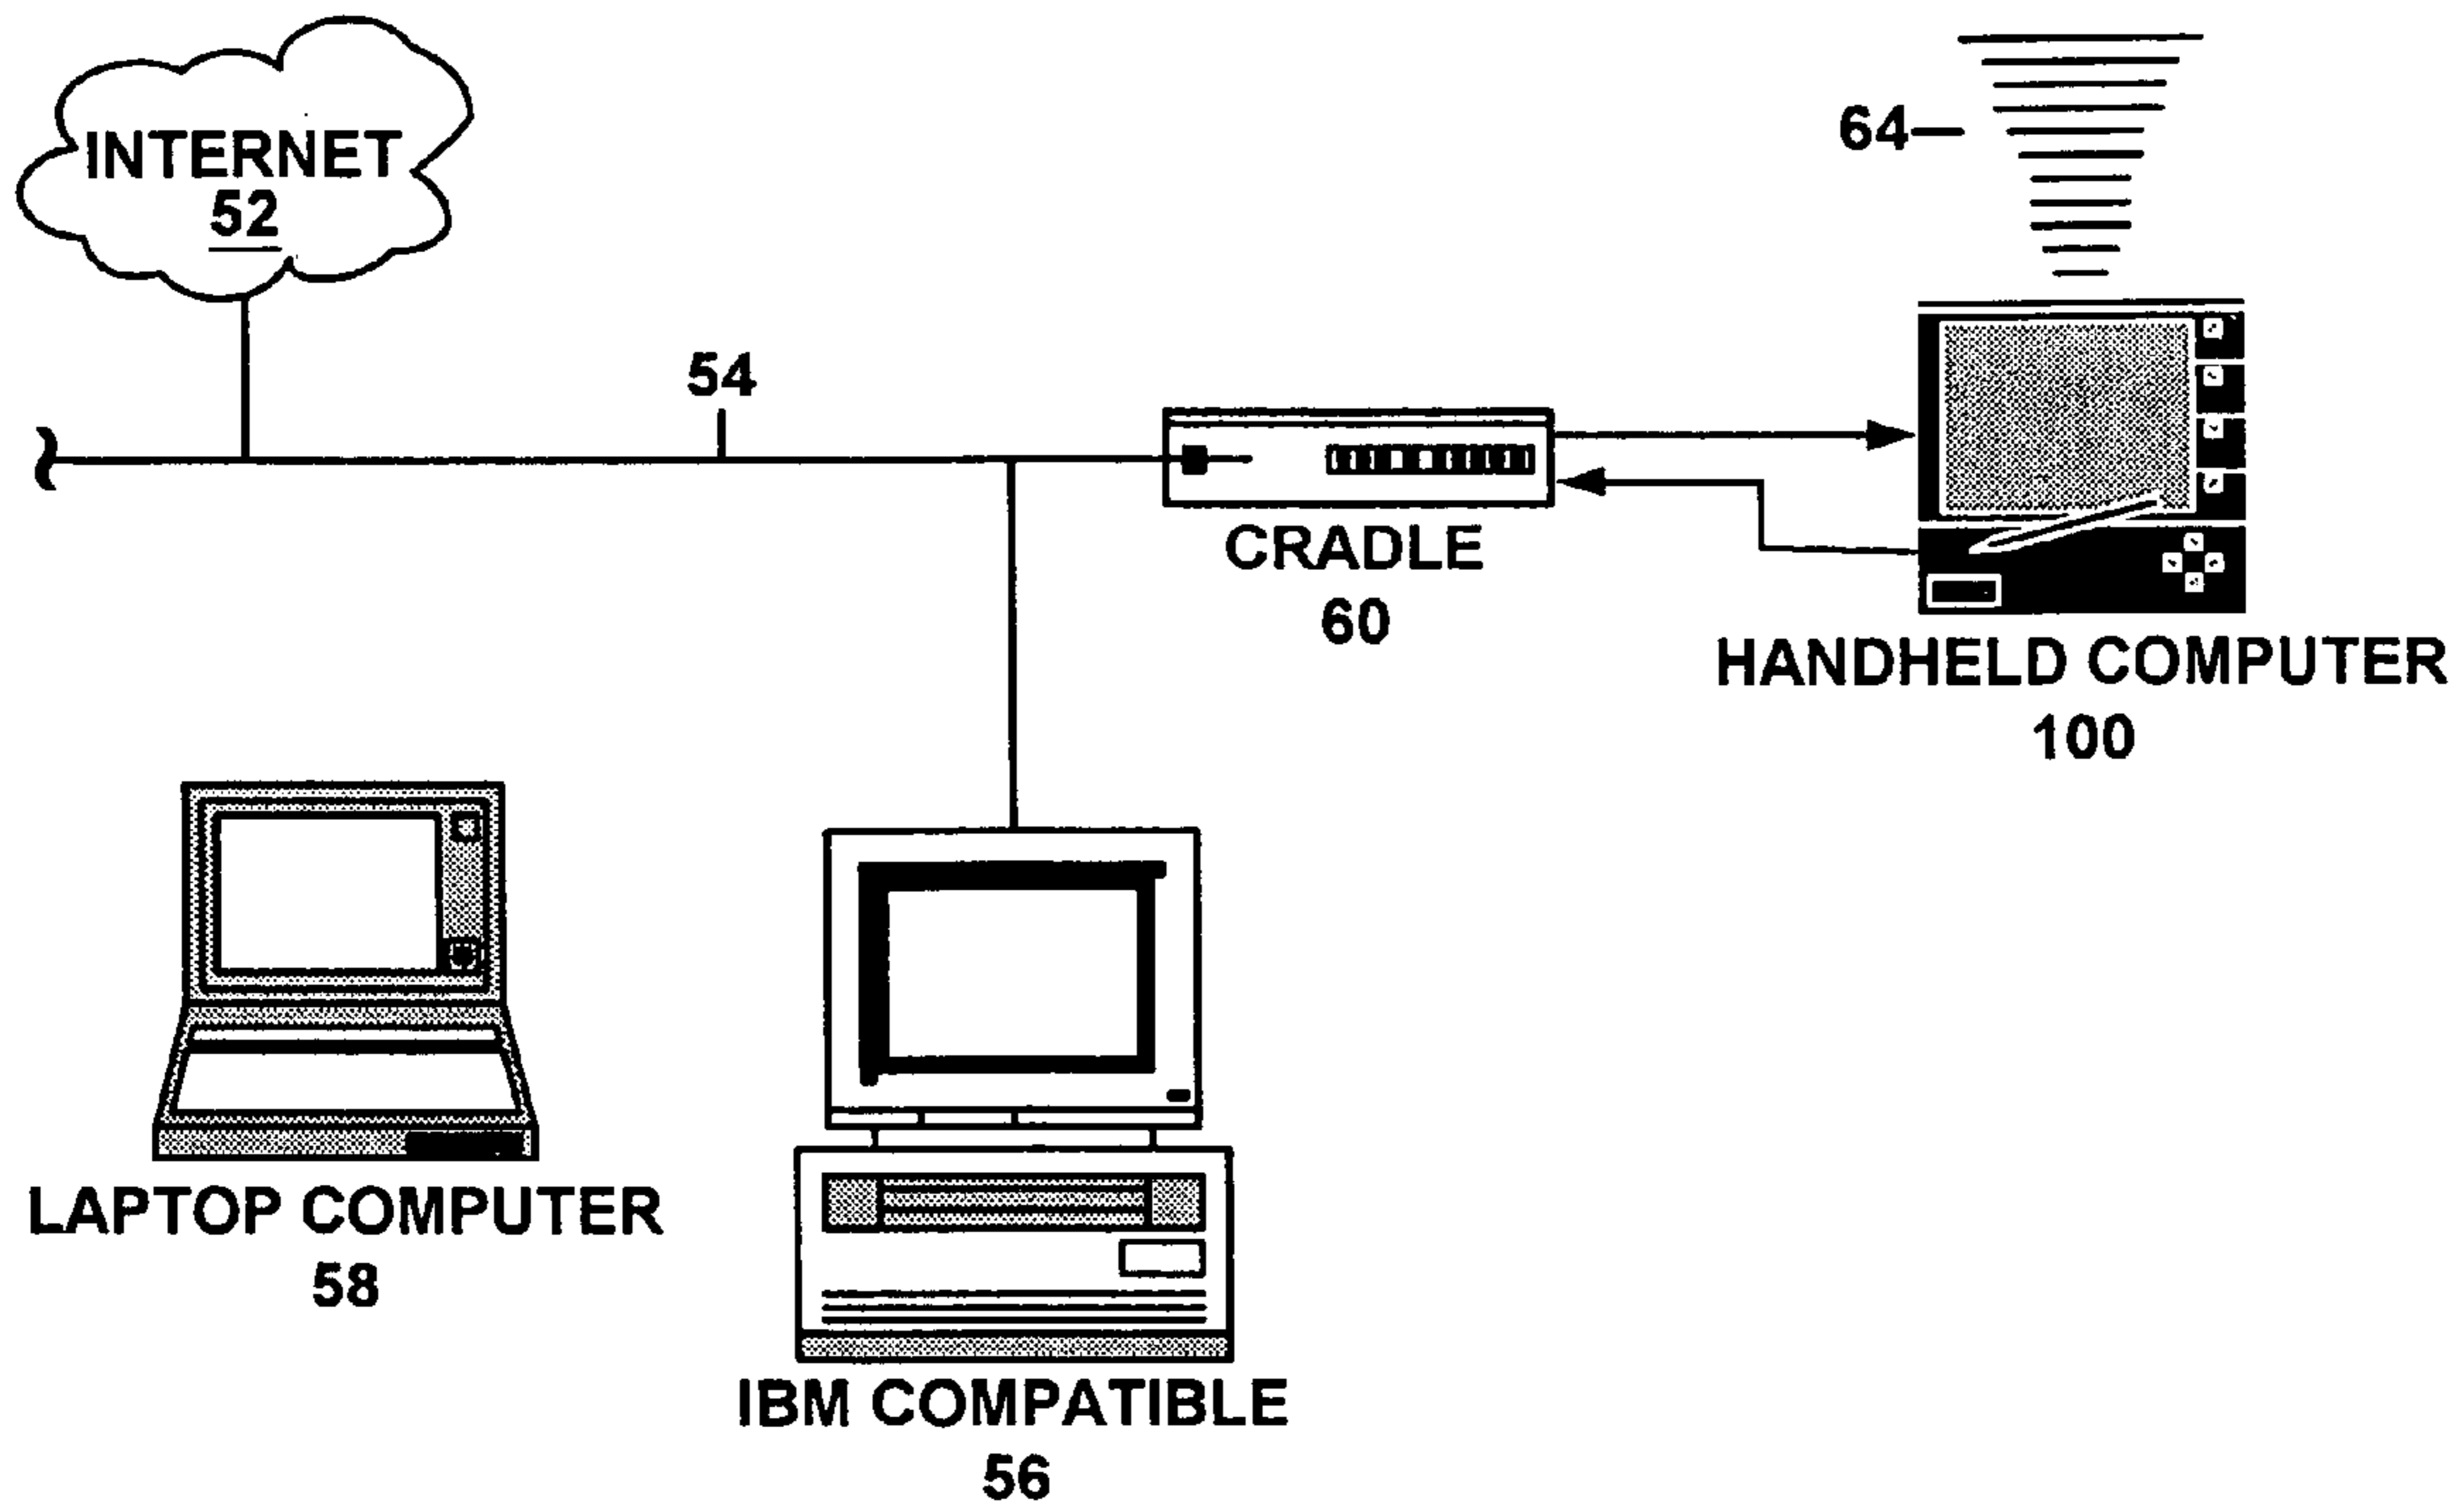 INTERNET
52
64
54
CRADLE
60
HANDHELD COMPUTER
100
LAPTOP COMPUTER
58
IBM COMPATIBLE
56